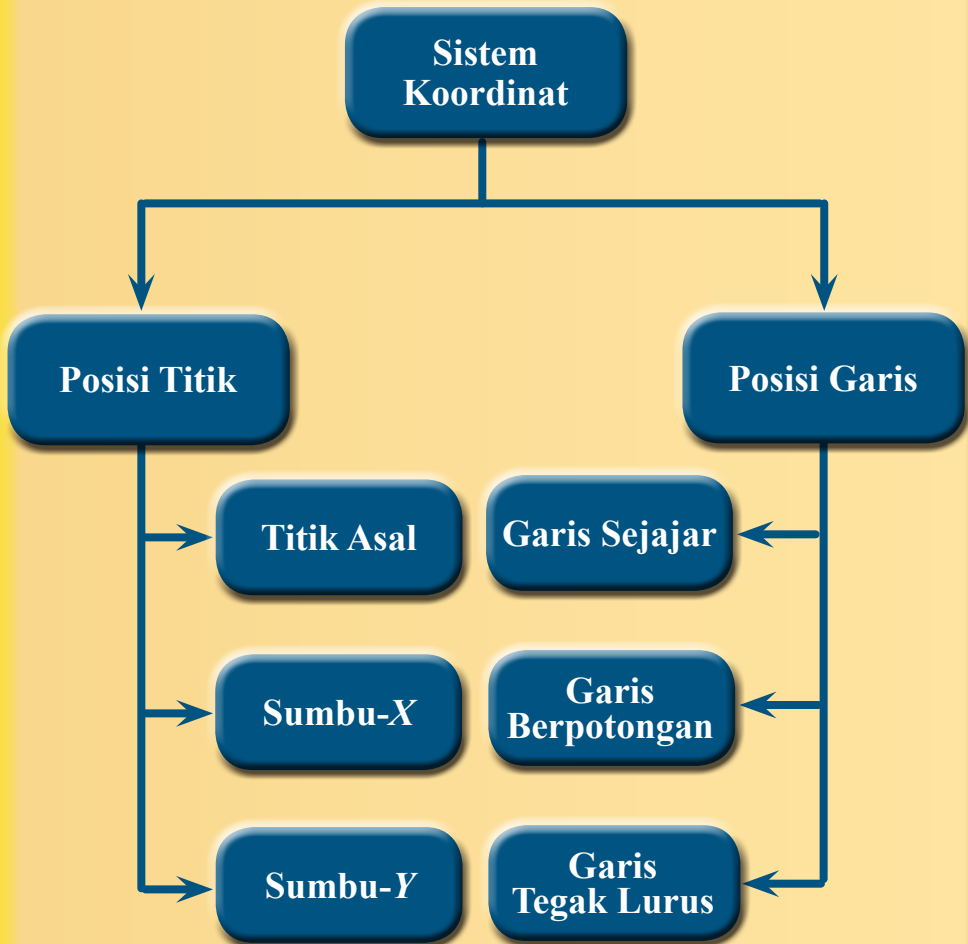 Sistem
Koordinat
Posisi Titik
Posisi Garis
Titik Asal
Garis Sejajar
Sumbu-X
Garis
Berpotongan
Sumbu-Y
Garis
Tegak Lurus